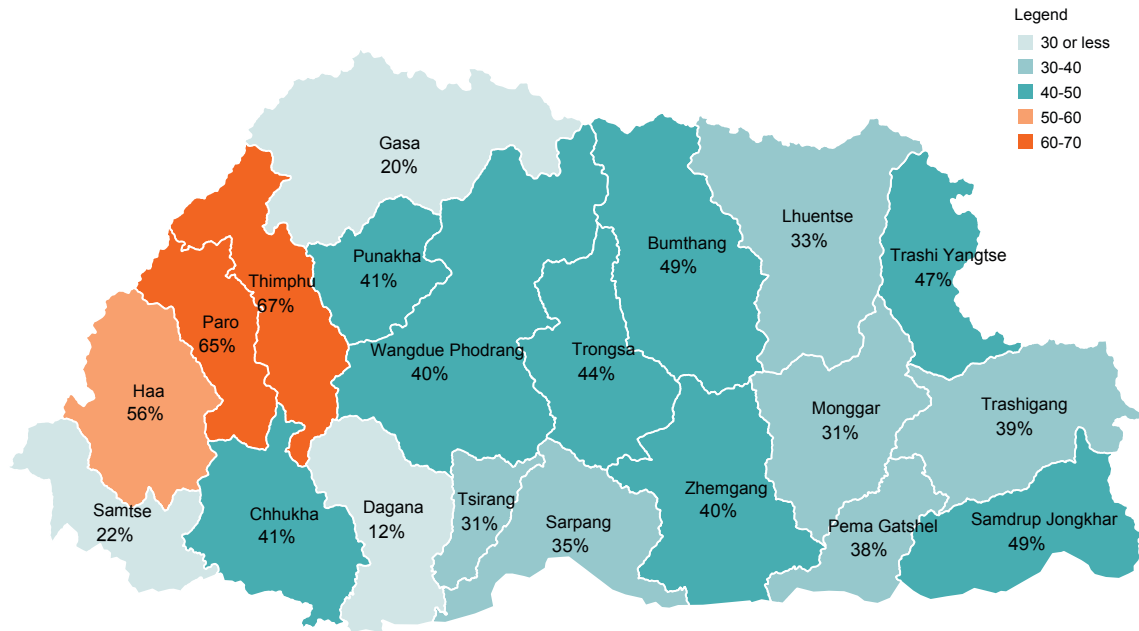 Legend
30 or less
30-40
40-50
50-60
60-70
Gasa
20%
Lhuentse
33%
Bumthang
49%
Trashi Yangtse
47%
Punakha
41%
Thimphu
67%
Paro
65%
Wangdue Phodrang
40%
Trongsa
44%
Haa
56%
Monggar
31%
Trashigang
39%
Samtse
22%
Chhukha
41%
Dagana
12%
Tsirang
31%
Sarpang
35%
Zhemgang
40%
Pema Gatshel
38%
Samdrup Jongkhar
49%